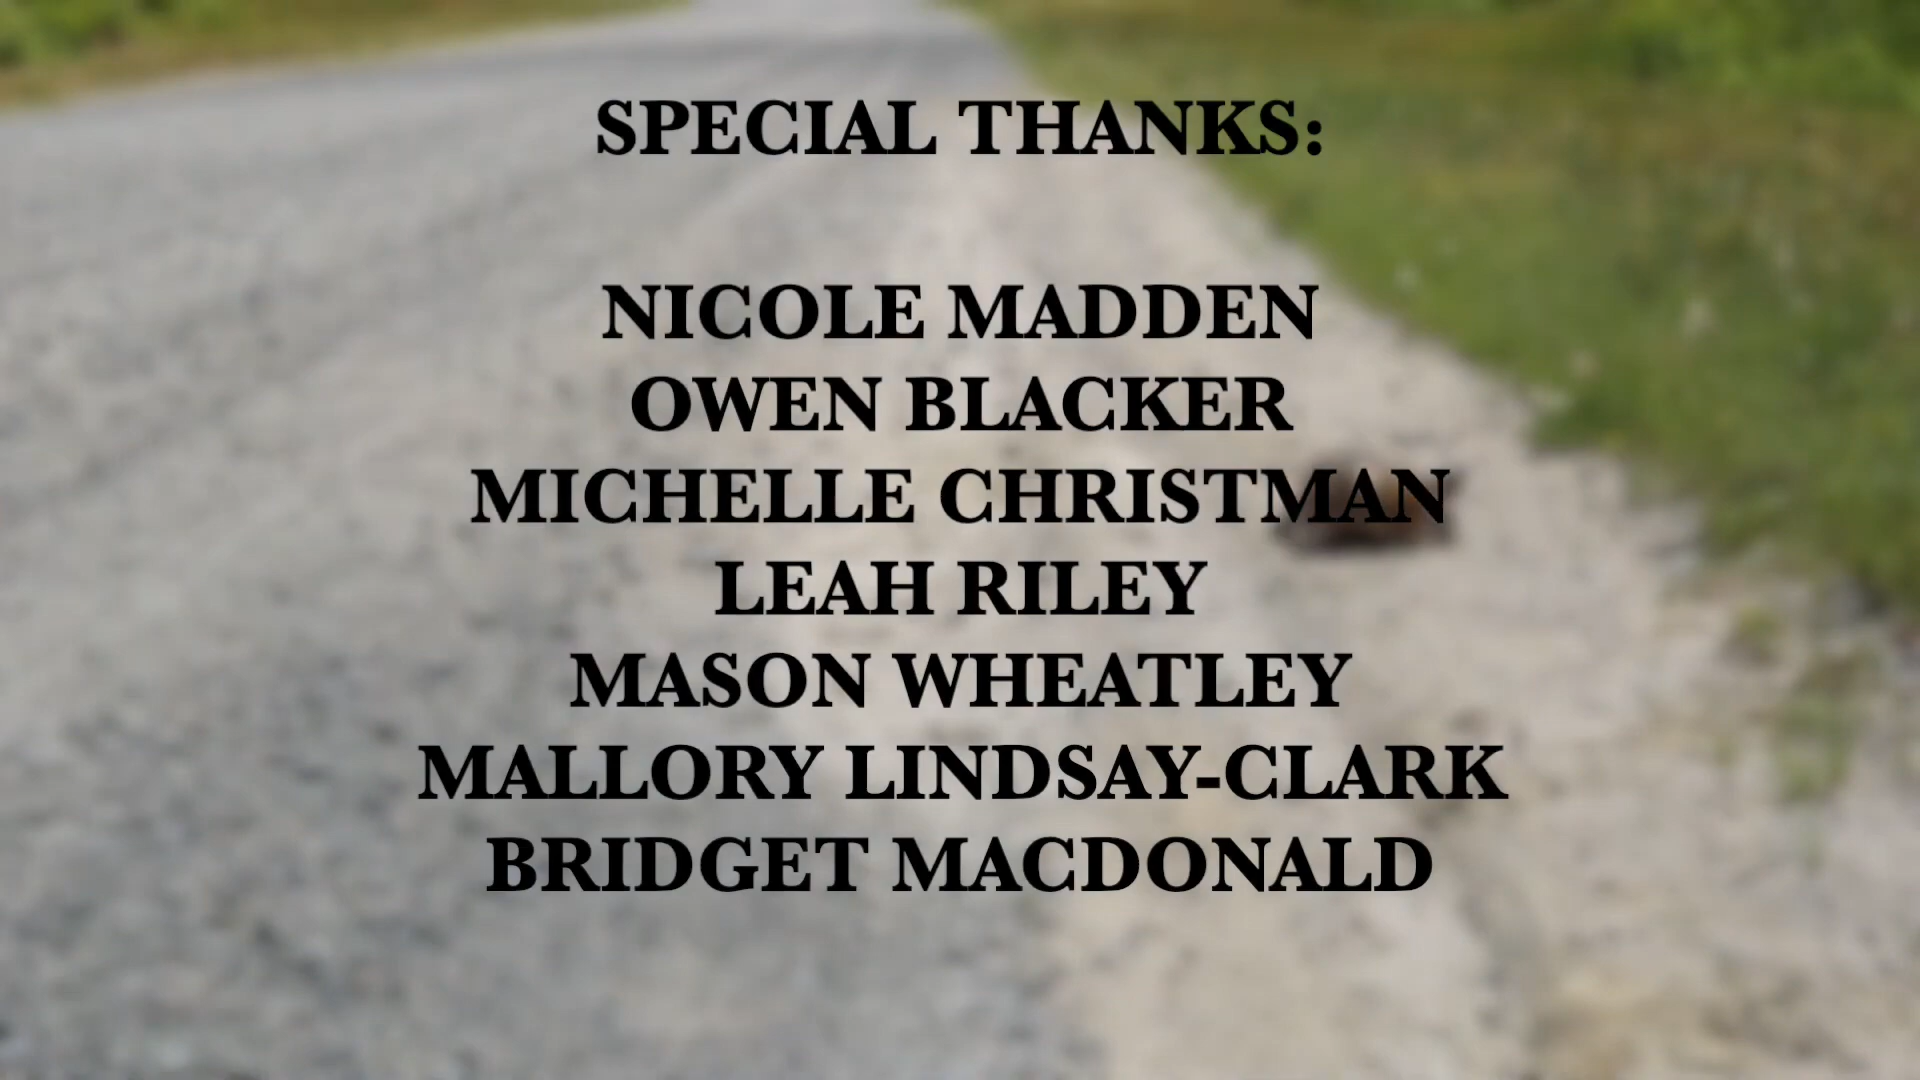 SPECIAL THANKS:
NICOLE MADDEN
OWEN BLACKER
MICHELLE CHRISTMAN
LEAH RILEY
MASON WHEATLEY
MALLORY LINDSAY-CLARK
BRIDGET MACDONALD